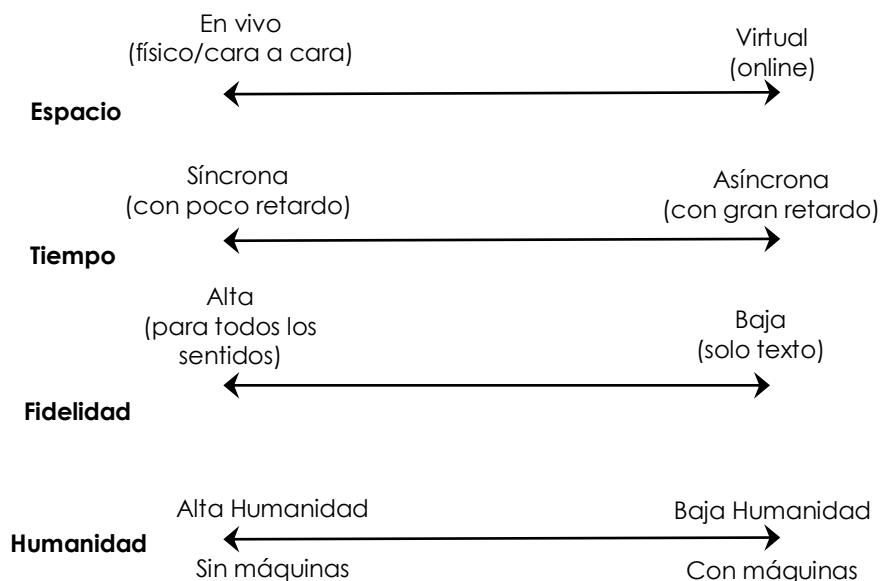 En vivo
(físico/cara a cara)
Virtual
(online)
Espacio
Síncrona
(con poco retardo)
Asíncrona
(con gran retardo)
Tiempo
Alta
(para todos los
sentidos)
Baja
(solo texto)
Fidelidad
Alta Humanidad
Baja Humanidad
Humanidad
Sin máquinas
Con máquinas